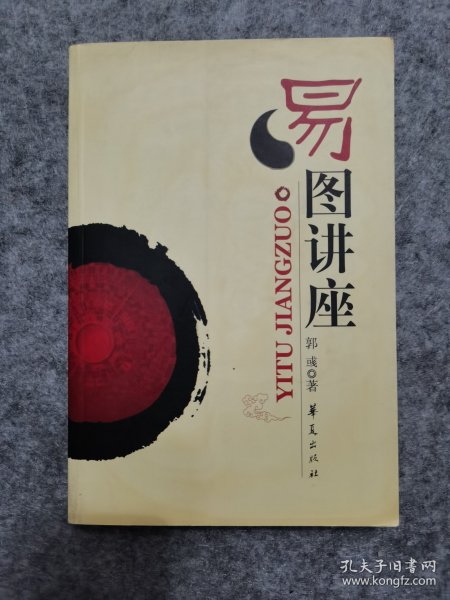 易图讲座
YITU JIANGZUO
郭彧 著
华夏出版社
孔夫子旧书网
www.kongfz.com